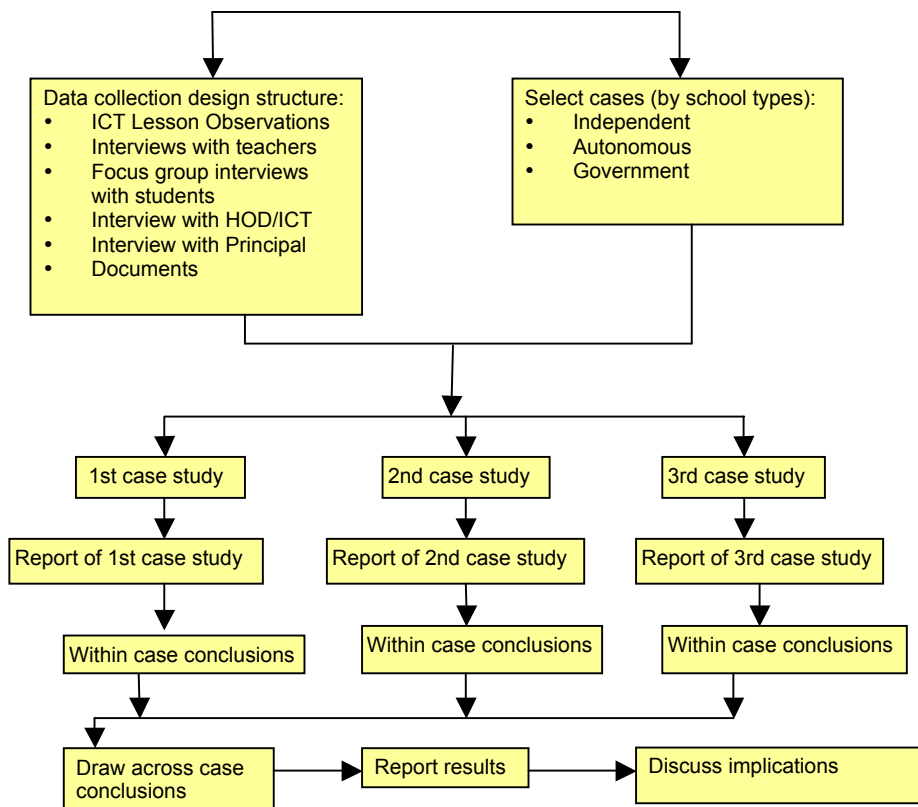 Data collection design structure:
• ICT Lesson Observations
• Interviews with teachers
• Focus group interviews
with students
• Interview with HOD/ICT
• Interview with Principal
• Documents
Select cases (by school types):
• Independent
• Autonomous
• Government
1st case study
2nd case study
3rd case study
Report of 1st case study
Report of 2nd case study
Report of 3rd case study
Within case conclusions
Within case conclusions
Within case conclusions
Draw across case
conclusions
Report results
Discuss implications